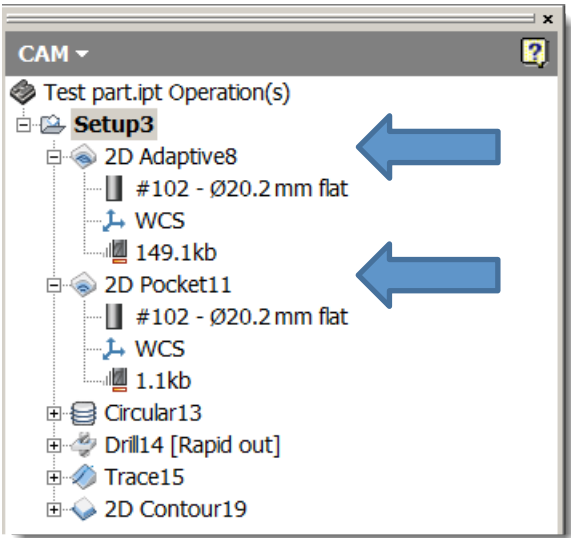 CAM
Test part.ipt Operation(s)
Setup3
2D Adaptive8
#102 - Ø20.2 mm flat
WCS
149.1kb
2D Pocket11
#102 - Ø20.2 mm flat
WCS
1.1kb
Circular13
Drill14 [Rapid out]
Trace15
2D Contour19